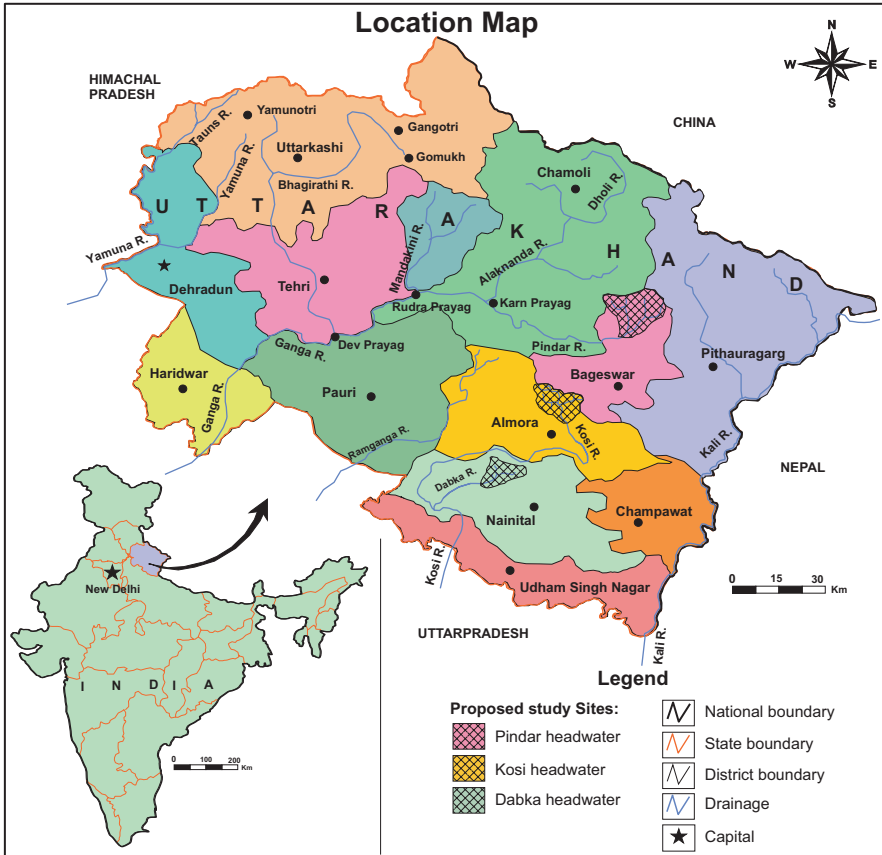 Location Map
N
W E
S
HIMACHAL
PRADESH
CHINA
Tauns R.
Yamunotri
Gangotri
Uttarkashi
Gomukh
Yamuna R.
Bhagirathi R.
Chamoli
Dholi R.
U T T A R A K H A N D
Yamuna R.
Mandakini R.
Alaknanda R.
Dehradun
Tehri
Rudra Prayag
Karn Prayag
Ganga R.
Dev Prayag
Pindar R.
Pithauragarg
Haridwar
Ganga R.
Pauri
Bageswar
Almora
Kosi R.
Ramganga R.
Kali R.
Dabka R.
NEPAL
Nainital
Champawat
Kosi R.
Udham Singh Nagar
0 15 30 Km
UTTARPRADESH
Kali R.
New Delhi
I N D I A
0 100 200
Km
Legend
Proposed study Sites:
Pindar headwater
Kosi headwater
Dabka headwater
National boundary
State boundary
District boundary
Drainage
Capital